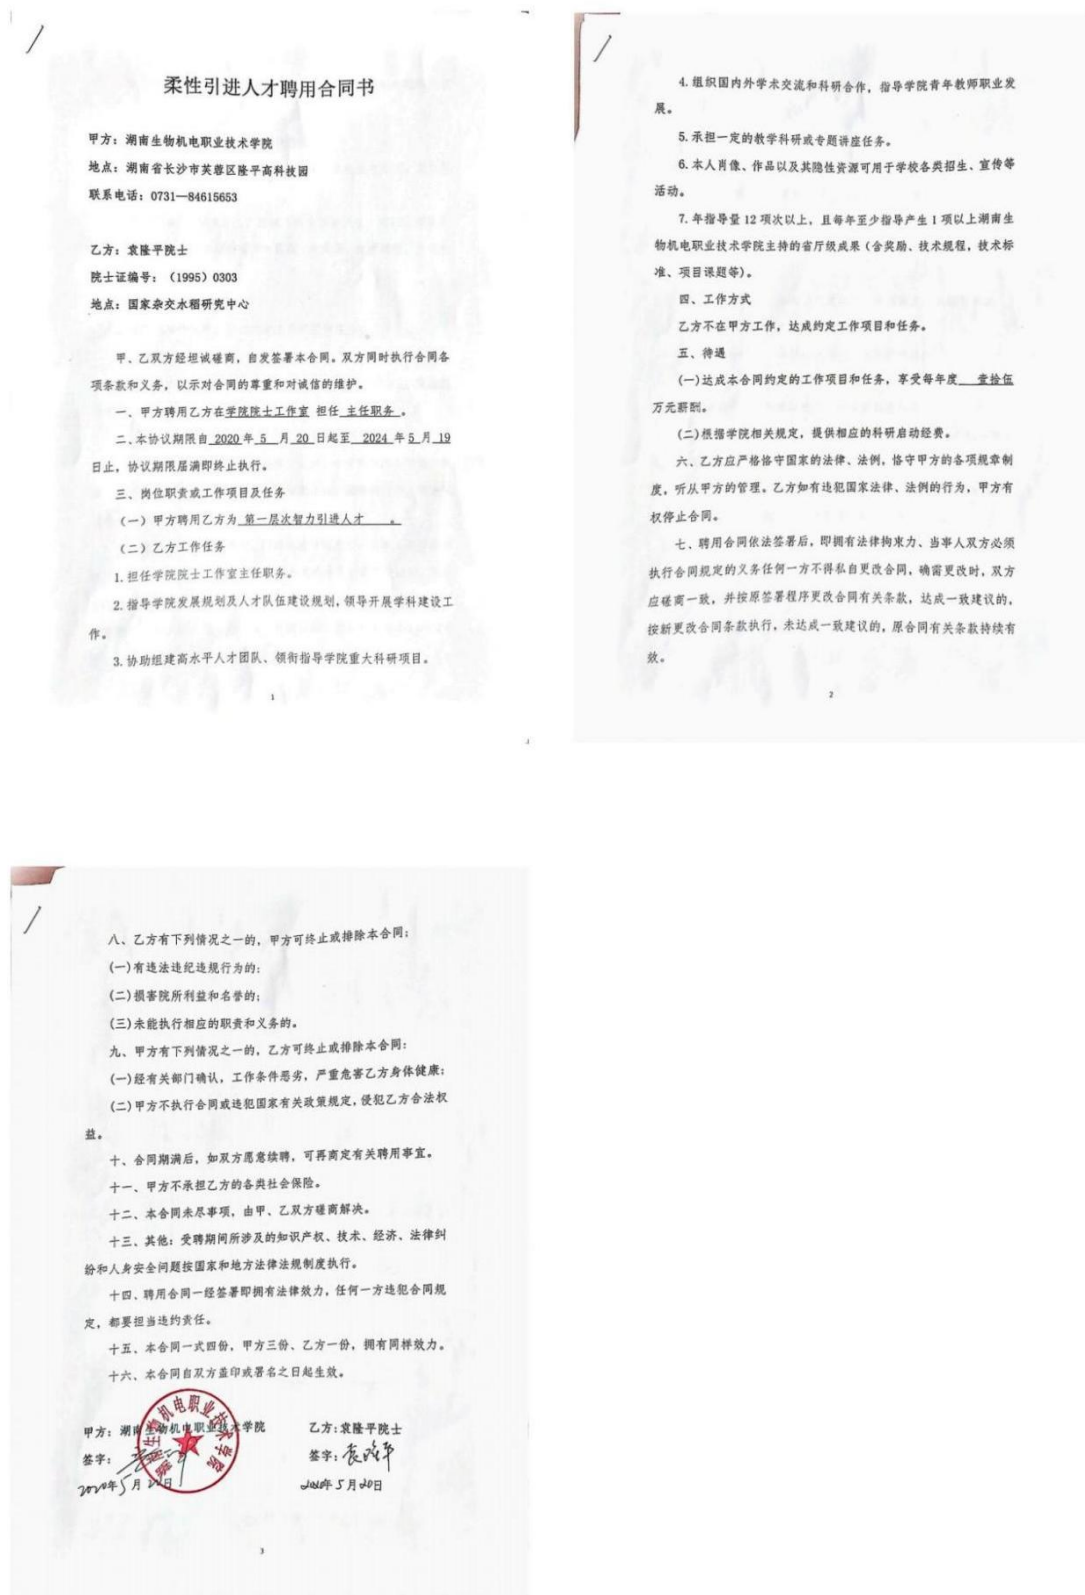 柔性引进人才聘用合同书
甲方：湖南生物机电职业技术学院
地点：湖南省长沙市芙蓉区隆平高科技园
联系电话：0731—84615653
乙方：袁隆平院士
院士证编号：（1995）0303
地点：国家杂交水稻研究中心
甲、乙双方经坦诚磋商，自发签署本合同。双方同时执行合同各
项条款和义务，以示对合同的尊重和对诚信的维护。
一、甲方聘用乙方在学院院士工作室 担任 主任职务 。
二、本协议期限自 2020 年 5 月 20 日起至 2024 年 5 月 19
日止，协议期限届满即终止执行。
三、岗位职责或工作项目及任务
（一）甲方聘用乙方为 第一层次智力引进人才 。
（二）乙方工作任务
1.担任学院院士工作室主任职务。
2.指导学院发展规划及人才队伍建设规划，领导开展学科建设工
作。
3.协助组建高水平人才团队、领衔指导学院重大科研项目。
1
4.组织国内外学术交流和科研合作，指导学院青年教师职业发
展。
5.承担一定的教学科研或专题讲座任务。
6.本人肖像、作品以及其隐性资源可用于学校各类招生、宣传等
活动。
7.年指导量 12 项次以上，且每年至少指导产生 1 项以上湖南生
物机电职业技术学院主持的省厅级成果（含奖励、技术规程，技术标
准、项目课题等）。
四、工作方式
乙方不在甲方工作，达成约定工作项目和任务。
五、待遇
(一)达成本合同约定的工作项目和任务，享受每年度 壹拾伍
万元薪酬。
(二)根据学院相关规定，提供相应的科研启动经费。
六、乙方应严格恪守国家的法律、法例，恪守甲方的各项规章制
度，听从甲方的管理。乙方如有违犯国家法律、法例的行为，甲方有
权停止合同。
七、聘用合同依法签署后，即拥有法律拘束力、当事人双方必须
执行合同规定的义务任何一方不得私自更改合同，确需更改时，双方
应磋商一致，并按原签署程序更改合同有关条款，达成一致建议的，
按新更改合同条款执行，未达成一致建议的，原合同有关条款持续有
效。
2
八、乙方有下列情况之一的，甲方可终止或排除本合同；
(一)有违法违纪违规行为的；
(二)损害院所利益和名誉的；
(三)未能执行相应的职责和义务的。
九、甲方有下列情况之一的，乙方可终止或排除本合同：
(一)经有关部门确认，工作条件恶劣，严重危害乙方身体健康；
(二)甲方不执行合同或违犯国家有关政策规定，侵犯乙方合法权
益。
十、合同期满后，如双方愿意续聘，可再商定有关聘用事宜。
十一、甲方不承担乙方的各类社会保险。
十二、本合同未尽事项，由甲、乙双方磋商解决。
十三、其他：受聘期间所涉及的知识产权、技术、经济、法律纠
纷和人身安全问题按国家和地方法律法规制度执行。
十四、聘用合同一经签署即拥有法律效力，任何一方违犯合同规
定，都要担当违约责任。
十五、本合同一式四份，甲方三份、乙方一份，拥有同样效力。
十六、本合同自双方盖印或署名之日起生效。
甲方：湖南生物机电职业技术学院
签字：
2020年5月20日
湖南生物机电职业技术学院
乙方：袁隆平院士
签字：袁隆平
2020年5月20日
3